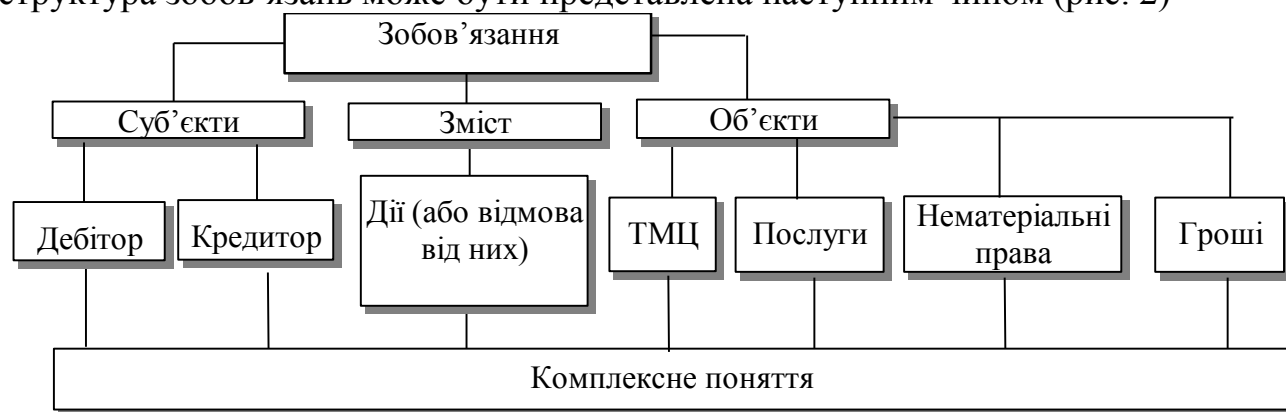 структура зобов’язань може бути представлена наступним чином (рис. 2)
Зобов’язання
Суб’єкти
Зміст
Об’єкти
Дебітор
Кредитор
Дії (або відмова
від них)
ТМЦ
Послуги
Нематеріальні
права
Гроші
Комплексне поняття